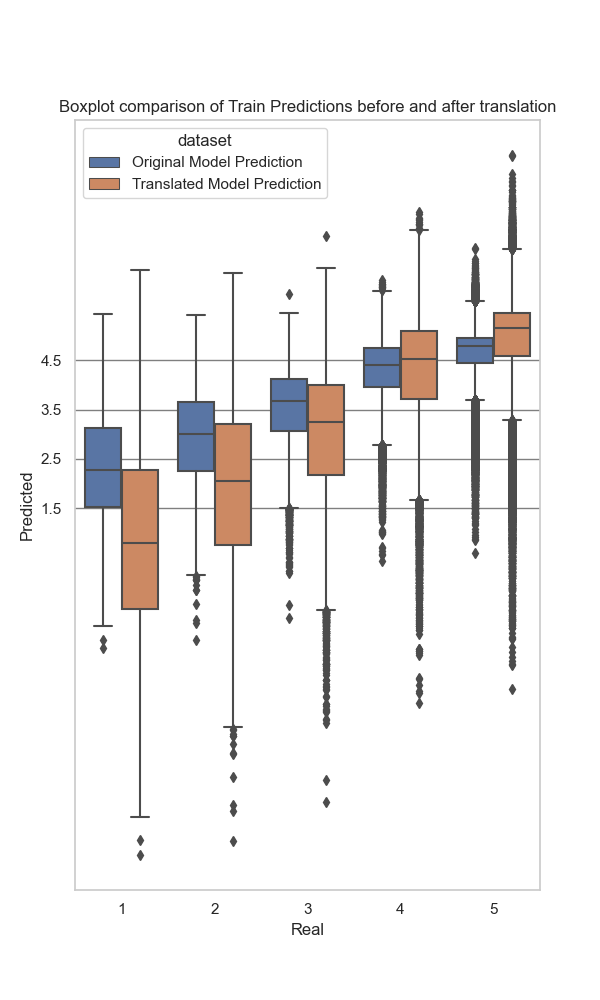 Boxplot comparison of Train Predictions before and after translation
dataset
Original Model Prediction
Translated Model Prediction
4.5
3.5
2.5
1.5
Predicted
1 2 3 4 5
Real